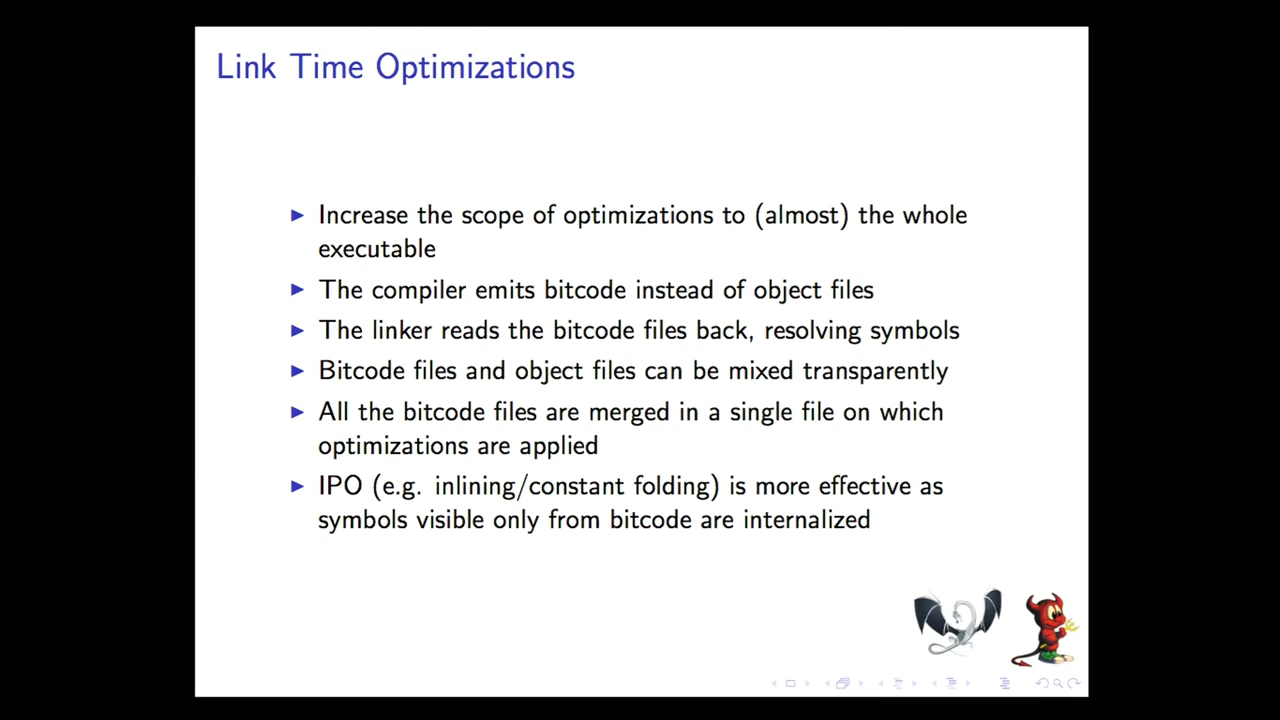 Link Time Optimizations
Increase the scope of optimizations to (almost) the whole
executable
The compiler emits bitcode instead of object files
The linker reads the bitcode files back, resolving symbols
Bitcode files and object files can be mixed transparently
All the bitcode files are merged in a single file on which
optimizations are applied
IPO (e.g. inlining/constant folding) is more effective as
symbols visible only from bitcode are internalized